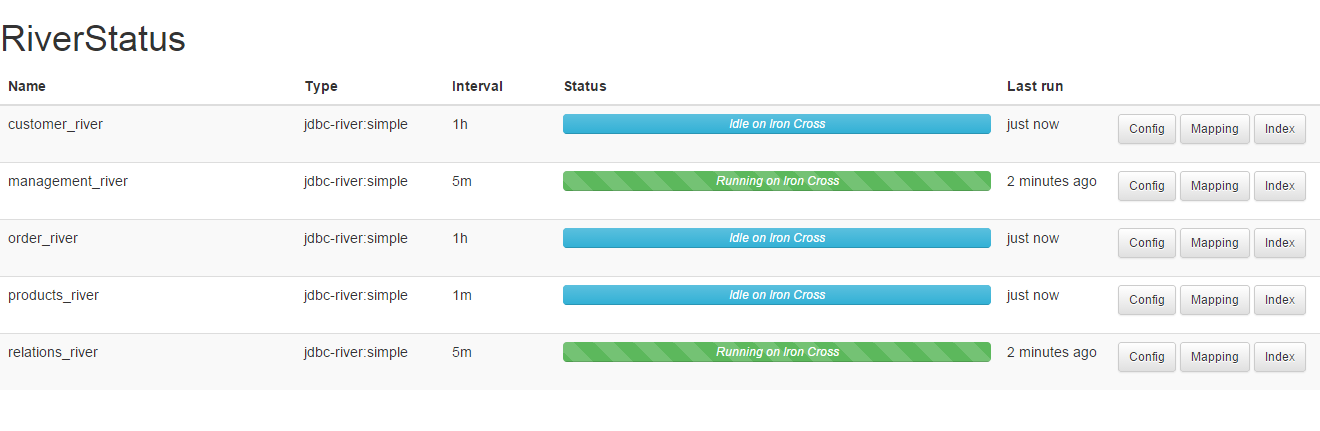 RiverStatus
Name Type Interval Status Last run
customer_river jdbc-river:simple 1h Idle on Iron Cross just now Config Mapping Index
management_river jdbc-river:simple 5m Running on Iron Cross 2 minutes ago Config Mapping Index
order_river jdbc-river:simple 1h Idle on Iron Cross just now Config Mapping Index
products_river jdbc-river:simple 1m Idle on Iron Cross just now Config Mapping Index
relations_river jdbc-river:simple 5m Running on Iron Cross 2 minutes ago Config Mapping Index